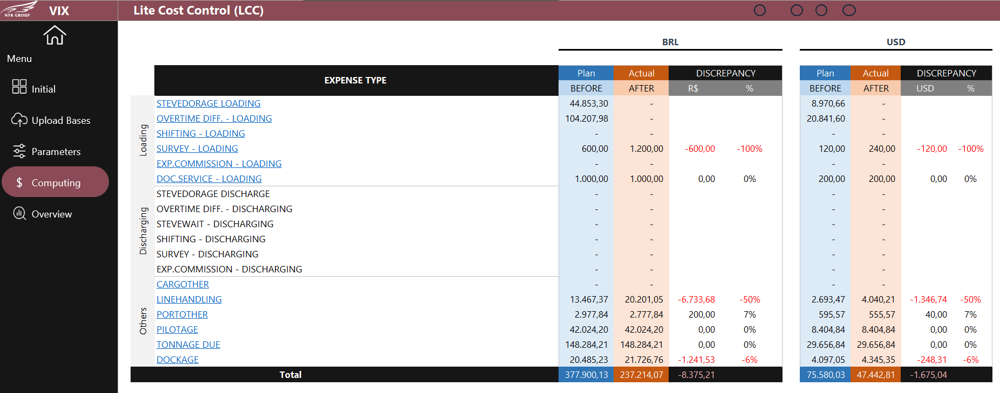 NYK GROUP
VIX
Lite Cost Control (LCC)
Menu
Initial
Upload Bases
Parameters
$ Computing
Overview
BRL USD
EXPENSE TYPE Plan Actual DISCREPANCY Plan Actual DISCREPANCY
BEFORE AFTER R$ % BEFORE AFTER USD %
Loading
STEVEDORAGE LOADING 44.853,30 - 8.970,66 -
OVERTIME DIFF. - LOADING 104.207,98 - 20.841,60 -
SHIFTING - LOADING - - - -
SURVEY - LOADING 600,00 1.200,00 -600,00 -100% 120,00 240,00 -120,00 -100%
EXP.COMMISSION - LOADING - - - -
DOC.SERVICE - LOADING 1.000,00 1.000,00 0,00 0% 200,00 200,00 0,00 0%
Discharging
STEVEDORAGE DISCHARGE - - - -
OVERTIME DIFF. - DISCHARGING - - - -
STEVEWAIT - DISCHARGING - - - -
SHIFTING - DISCHARGING - - - -
SURVEY - DISCHARGING - - - -
EXP.COMMISSION - DISCHARGING - - - -
Others
CARGOTHER - - - -
LINEHANDLING 13.467,37 20.201,05 -6.733,68 -50% 2.693,47 4.040,21 -1.346,74 -50%
PORTOTHER 2.977,84 2.777,84 200,00 7% 595,57 555,57 40,00 7%
PILOTAGE 42.024,20 42.024,20 0,00 0% 8.404,84 8.404,84 0,00 0%
TONNAGE DUE 148.284,21 148.284,21 0,00 0% 29.656,84 29.656,84 0,00 0%
DOCKAGE 20.485,23 21.726,76 -1.241,53 -6% 4.097,05 4.345,35 -248,31 -6%
Total 377.900,13 237.214,07 -8.375,21 75.580,03 47.442,81 -1.675,04